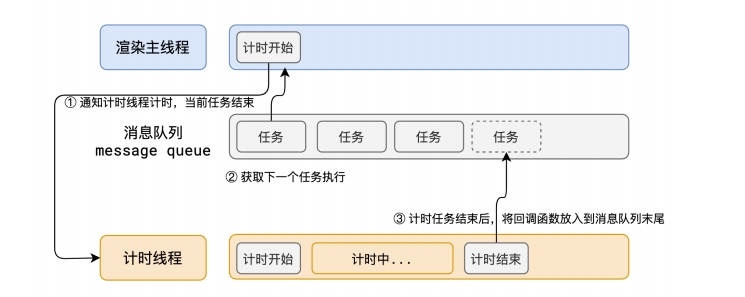 渲染主线程
计时开始
① 通知计时线程计时，当前任务结束
消息队列
message queue
任务
任务
任务
任务
② 获取下一个任务执行
③ 计时任务结束后，将回调函数放入到消息队列末尾
计时线程
计时开始
计时中...
计时结束